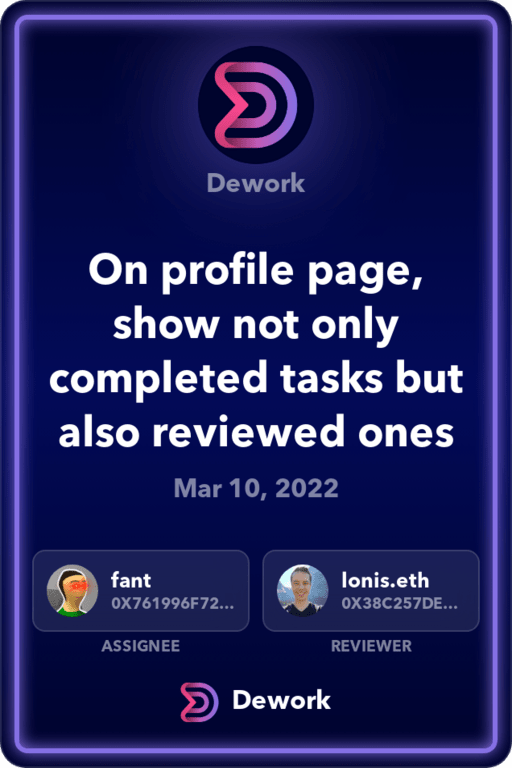 Dework
On profile page,
show not only
completed tasks but
also reviewed ones
Mar 10, 2022
fant
0X761996F72...
lonis.eth
0X38C257DE...
ASSIGNEE
REVIEWER
Dework